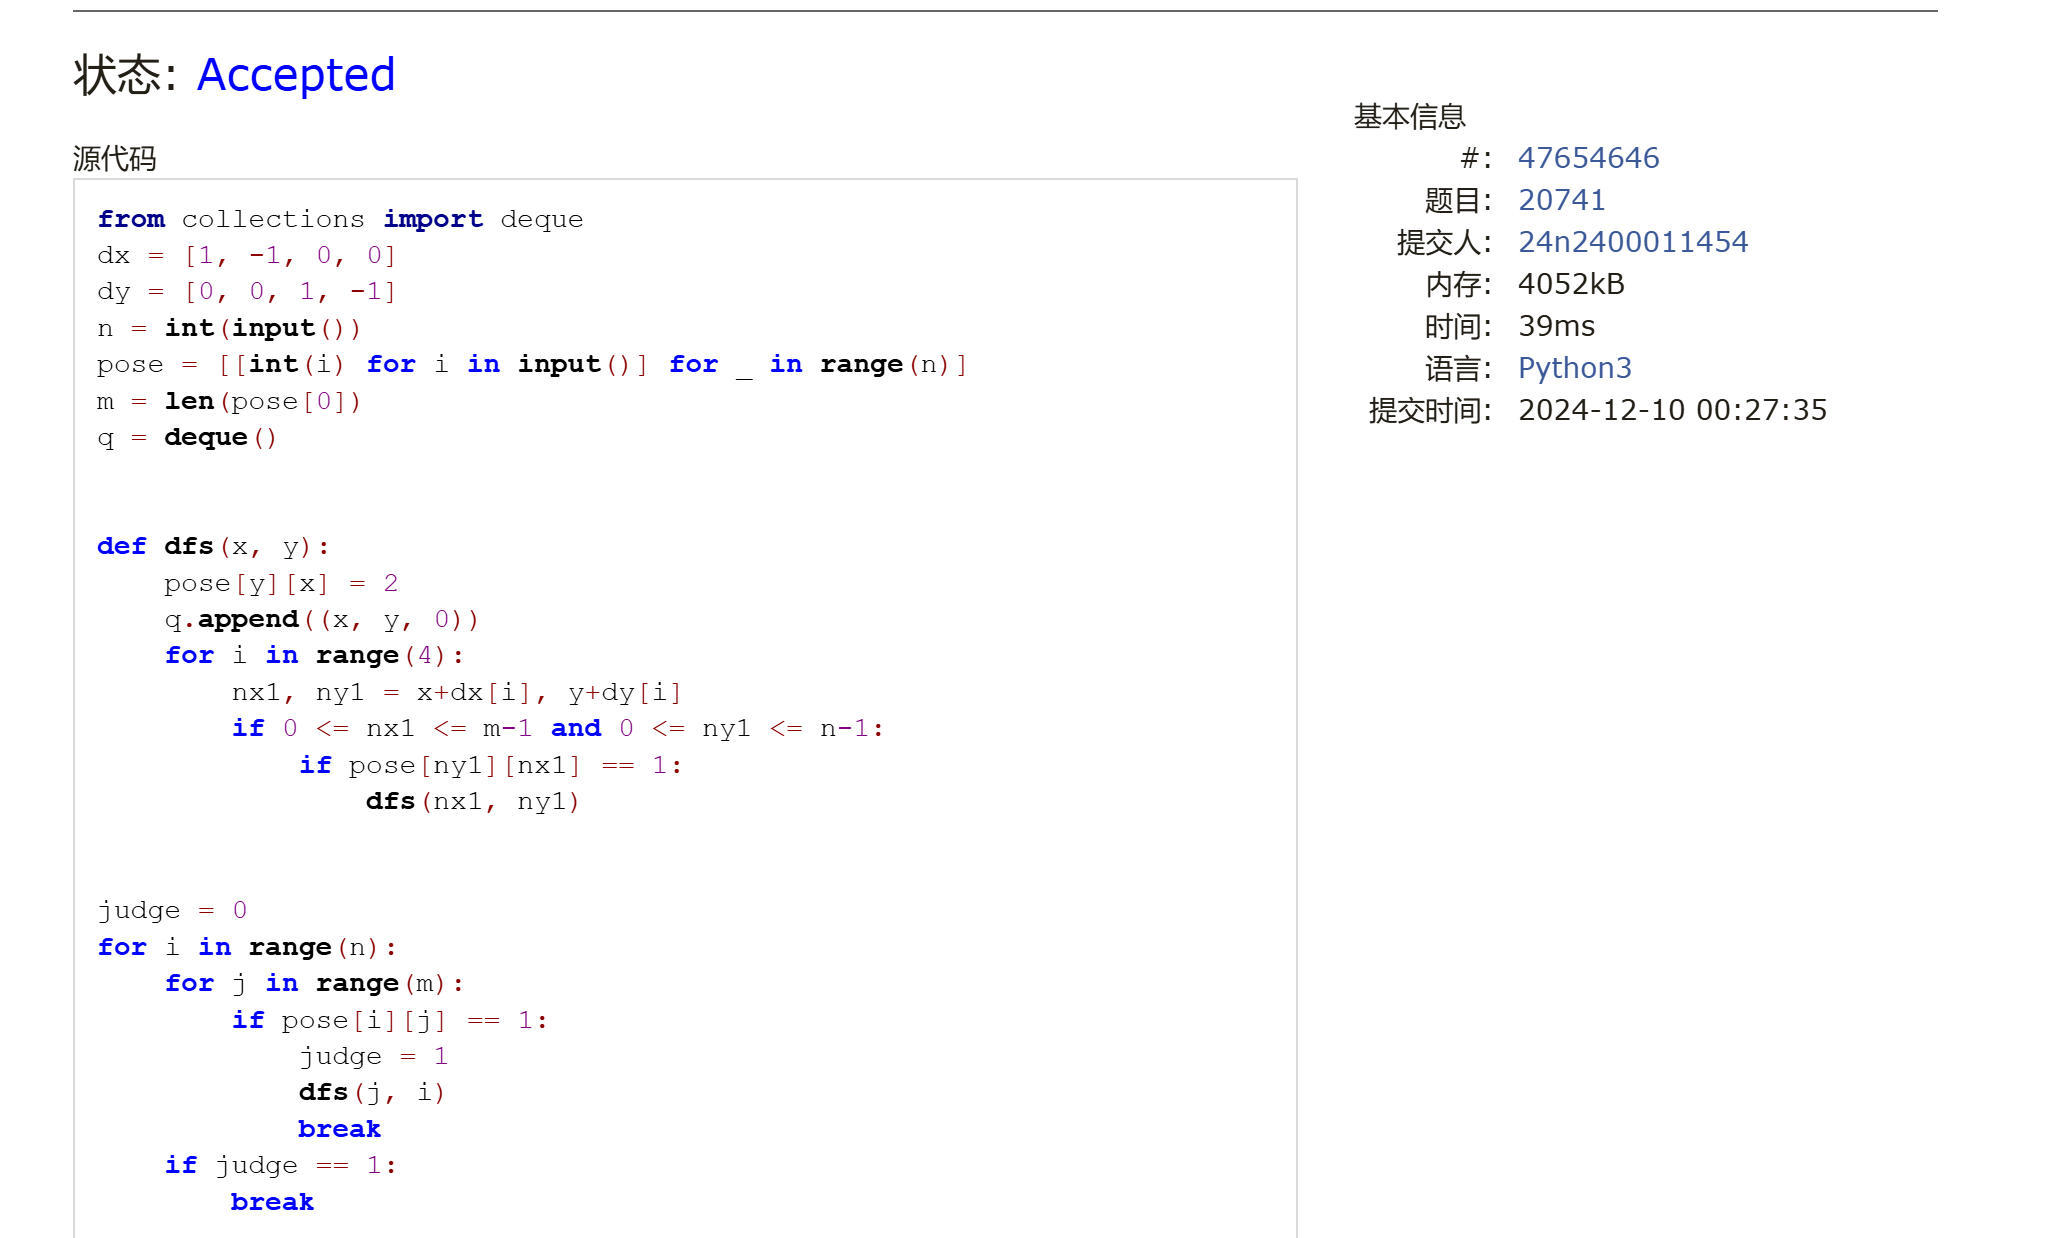 状态: Accepted
源代码
from collections import deque
dx = [1, -1, 0, 0]
dy = [0, 0, 1, -1]
n = int(input())
pose = [[int(i) for i in input()] for _ in range(n)]
m = len(pose[0])
q = deque()
def dfs(x, y):
    pose[y][x] = 2
    q.append((x, y, 0))
    for i in range(4):
        nx1, ny1 = x+dx[i], y+dy[i]
        if 0 <= nx1 <= m-1 and 0 <= ny1 <= n-1:
            if pose[ny1][nx1] == 1:
                dfs(nx1, ny1)
judge = 0
for i in range(n):
    for j in range(m):
        if pose[i][j] == 1:
            judge = 1
            dfs(j, i)
            break
    if judge == 1:
        break
基本信息
#: 47654646
题目: 20741
提交人: 24n2400011454
内存: 4052kB
时间: 39ms
语言: Python3
提交时间: 2024-12-10 00:27:35